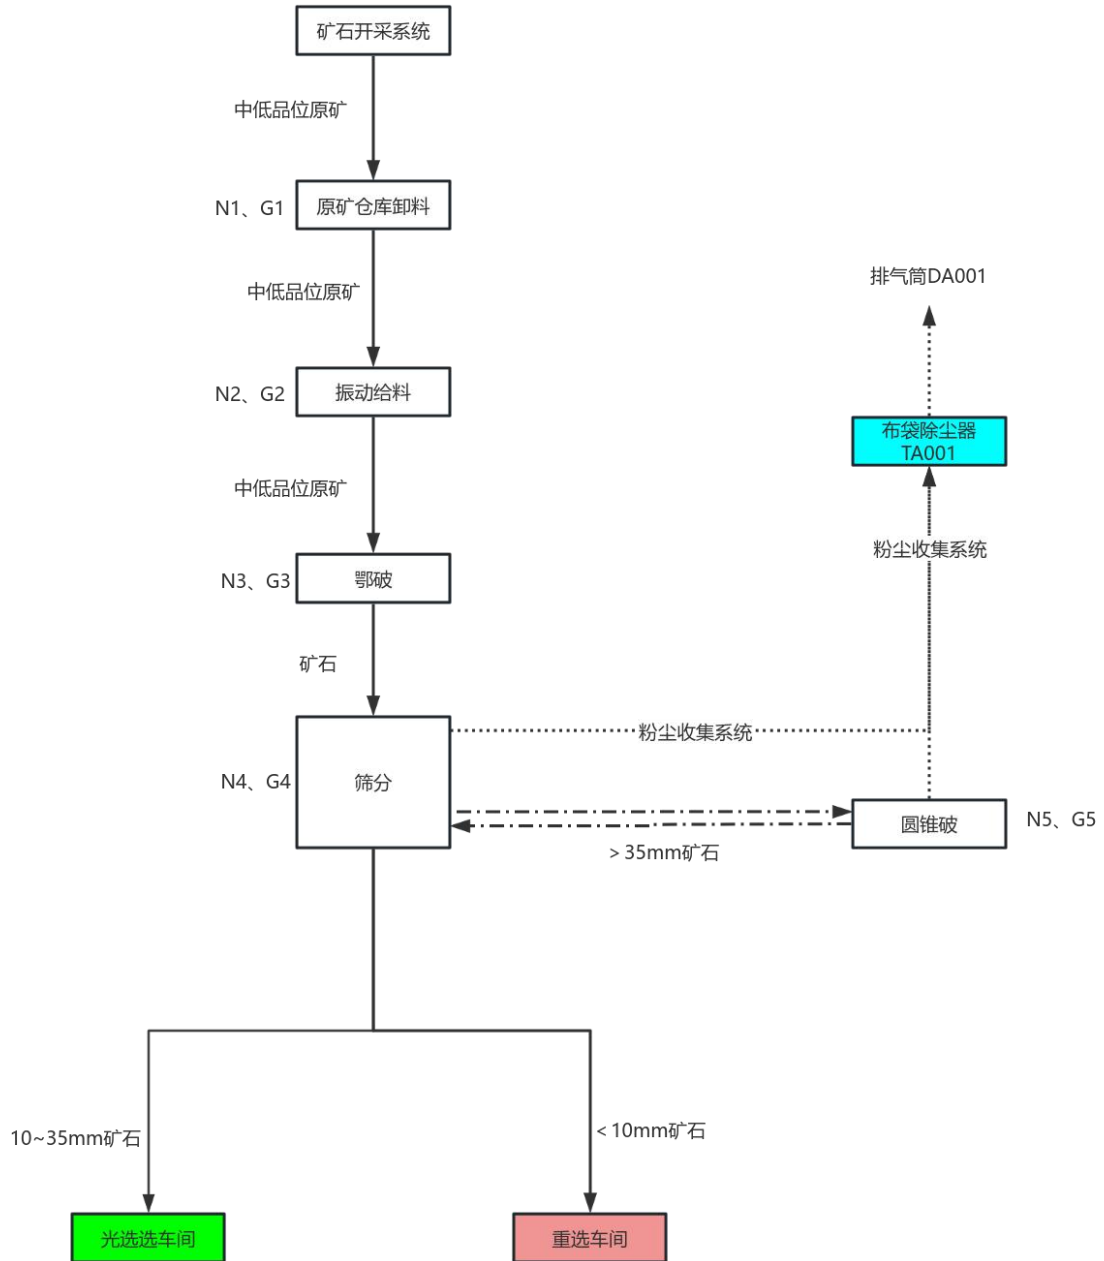 矿石开采系统
中低品位原矿
N1、G1
原矿仓库卸料
中低品位原矿
排气筒DA001
N2、G2
振动给料
布袋除尘器
TA001
中低品位原矿
粉尘收集系统
N3、G3
鄂破
矿石
粉尘收集系统
N4、G4
筛分
圆锥破
N5、G5
＞35mm矿石
10~35mm矿石
＜10mm矿石
光选选车间
重选车间